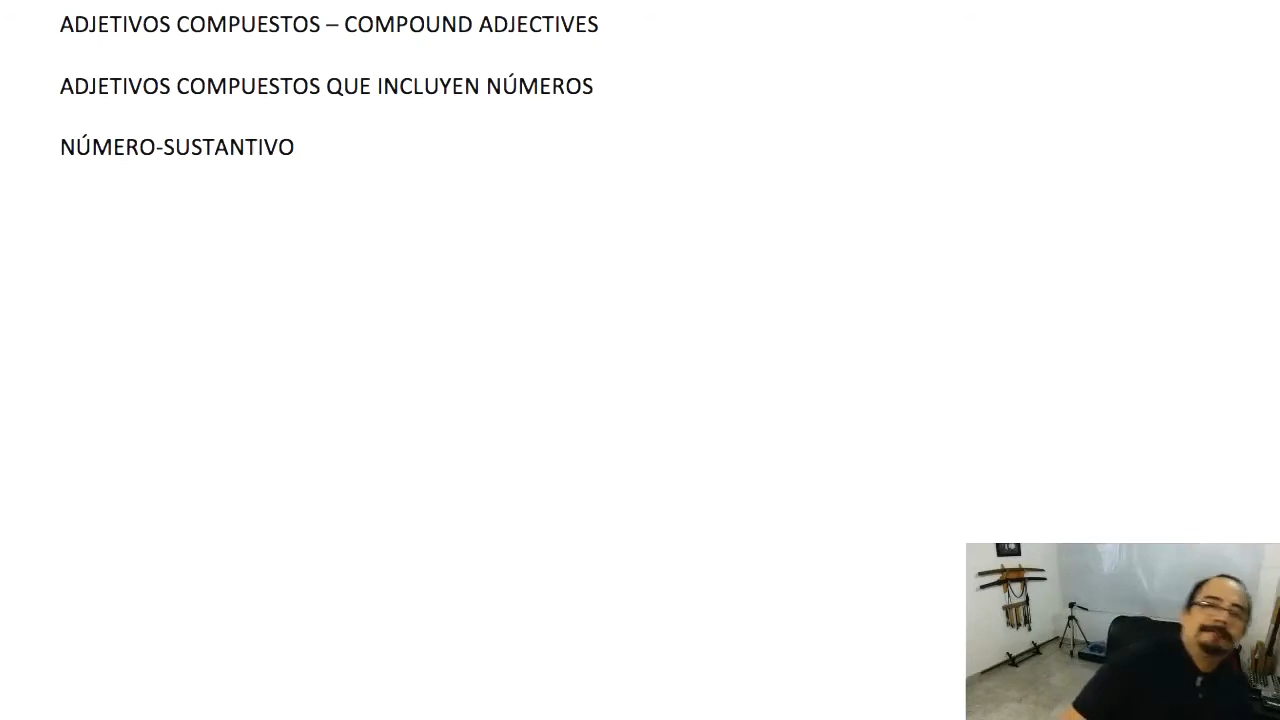 ADJETIVOS COMPUESTOS – COMPOUND ADJECTIVES
ADJETIVOS COMPUESTOS QUE INCLUYEN NÚMEROS
NÚMERO-SUSTANTIVO